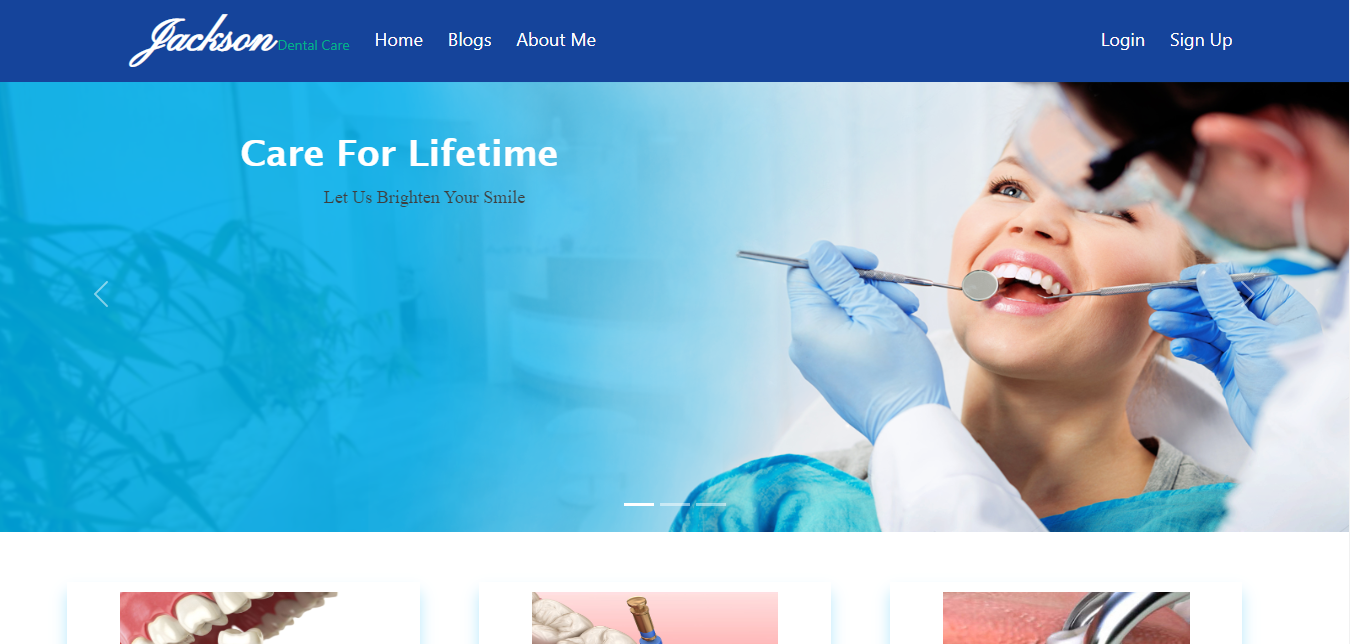 Jackson Dental Care
Home
Blogs
About Me
Login
Sign Up
Care For Lifetime
Let Us Brighten Your Smile